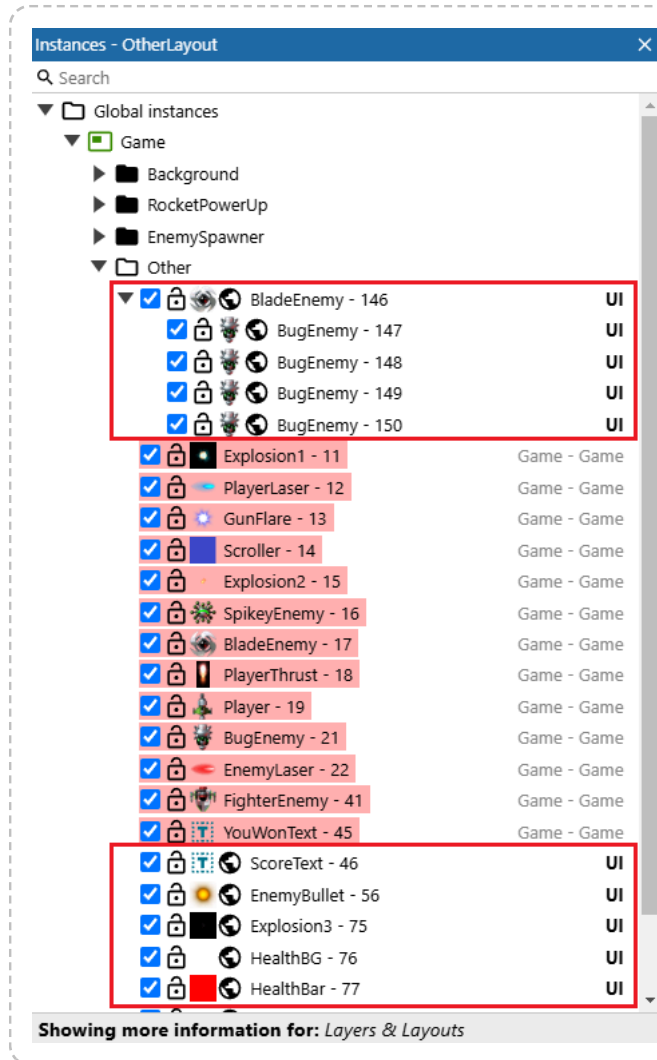 Instances - OtherLayout
Search
Global instances
Game
Background
RocketPowerUp
EnemySpawner
Other
BladeEnemy - 146 UI
BugEnemy - 147 UI
BugEnemy - 148 UI
BugEnemy - 149 UI
BugEnemy - 150 UI
Explosion1 - 11 Game - Game
PlayerLaser - 12 Game - Game
GunFlare - 13 Game - Game
Scroller - 14 Game - Game
Explosion2 - 15 Game - Game
SpikeyEnemy - 16 Game - Game
BladeEnemy - 17 Game - Game
PlayerThrust - 18 Game - Game
Player - 19 Game - Game
BugEnemy - 21 Game - Game
EnemyLaser - 22 Game - Game
FighterEnemy - 41 Game - Game
YouWonText - 45 Game - Game
ScoreText - 46 UI
EnemyBullet - 56 UI
Explosion3 - 75 UI
HealthBG - 76 UI
HealthBar - 77 UI
Showing more information for: Layers & Layouts